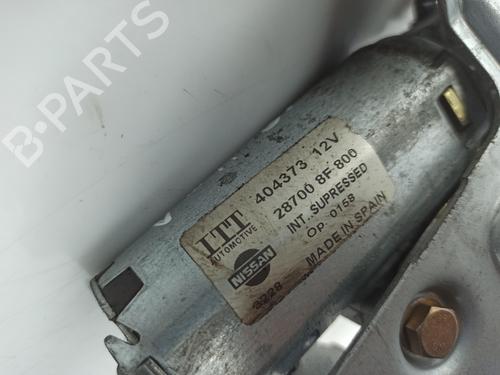 B-PARTS
ITT
AUTOMOTIVE
404373 12V
28700 8F 800
INT. SUPRESSED
Op. 0158
MADE IN SPAIN
NISSAN